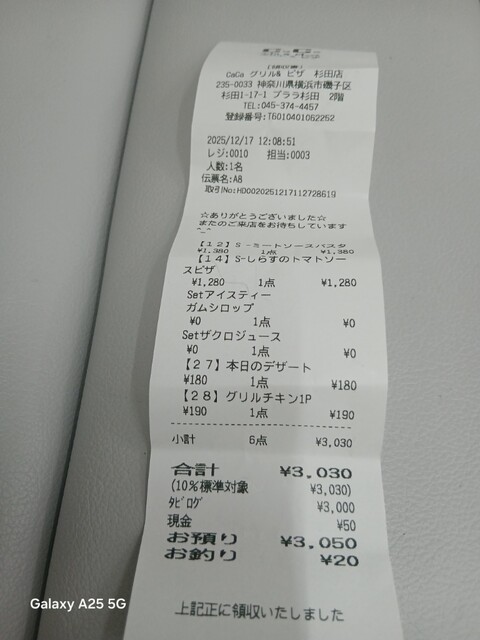 (領収書)
CaCa グリル& ピザ 杉田店
235-0033 神奈川県横浜市磯子区
杉田1-17-1 プララ杉田 2階
TEL:045-374-4457
登録番号:T6010401062252
2025/12/17 12:08:51
レジ:0010 担当:0003
人数:1名
伝票名:A8
取引No:HD0020251217112728619
☆ありがとうございました☆
またのご来店をお待ちしています
^_^
【12】S-ミートソースパスタ
¥1,380 1点 ¥1,380
【14】S-しらすのトマトソー
スピザ
¥1,280 1点 ¥1,280
Setアイスティー
ガムシロップ
¥0 1点 ¥0
Setザクロジュース
¥0 1点 ¥0
【27】本日のデザート
¥180 1点 ¥180
【28】グリルチキン1P
¥190 1点 ¥190
小計 6点 ¥3,030
合計 ¥3,030
(10%標準対象 ¥3,030)
タビログ ¥3,000
現金 ¥50
お預り ¥3,050
お釣り ¥20
上記正に領収いたしました
Galaxy A25 5G